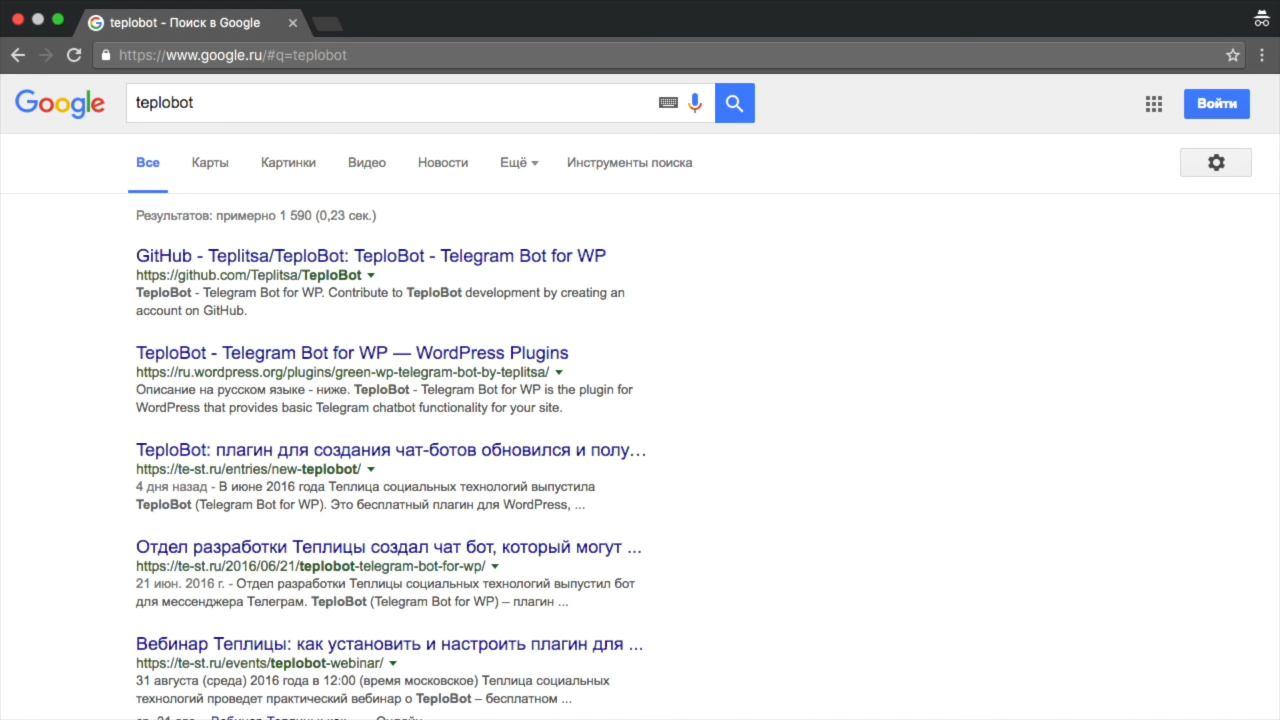 teplobot - Поиск в Google
https://www.google.ru/#q=teplobot
Google
teplobot
Войти
Все Карты Картинки Видео Новости Ещё Инструменты поиска
Результатов: примерно 1 590 (0,23 сек.)
GitHub - Teplitsa/TeploBot: TeploBot - Telegram Bot for WP
https://github.com/Teplitsa/TeploBot
TeploBot - Telegram Bot for WP. Contribute to TeploBot development by creating an
account on GitHub.
TeploBot - Telegram Bot for WP — WordPress Plugins
https://ru.wordpress.org/plugins/green-wp-telegram-bot-by-teplitsa/
Описание на русском языке - ниже. TeploBot - Telegram Bot for WP is the plugin for
WordPress that provides basic Telegram chatbot functionality for your site.
TeploBot: плагин для создания чат-ботов обновился и полу...
https://te-st.ru/entries/new-teplobot/
4 дня назад - В июне 2016 года Теплица социальных технологий выпустила
TeploBot (Telegram Bot for WP). Это бесплатный плагин для WordPress, ...
Отдел разработки Теплицы создал чат бот, который могут ...
https://te-st.ru/2016/06/21/teplobot-telegram-bot-for-wp/
21 июн. 2016 г. - Отдел разработки Теплицы социальных технологий выпустил бот
для мессенджера Телеграм. TeploBot (Telegram Bot for WP) – плагин ...
Вебинар Теплицы: как установить и настроить плагин для ...
https://te-st.ru/events/teplobot-webinar/
31 августа (среда) 2016 года в 12:00 (время московское) Теплица социальных
технологий проведет практический вебинар о TeploBot – бесплатном ...